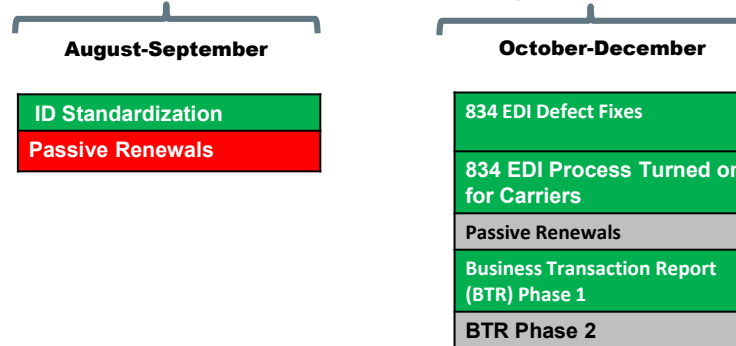 August-September
ID Standardization
Passive Renewals
October-December
834 EDI Defect Fixes
834 EDI Process Turned on
for Carriers
Passive Renewals
Business Transaction Report
(BTR) Phase 1
BTR Phase 2